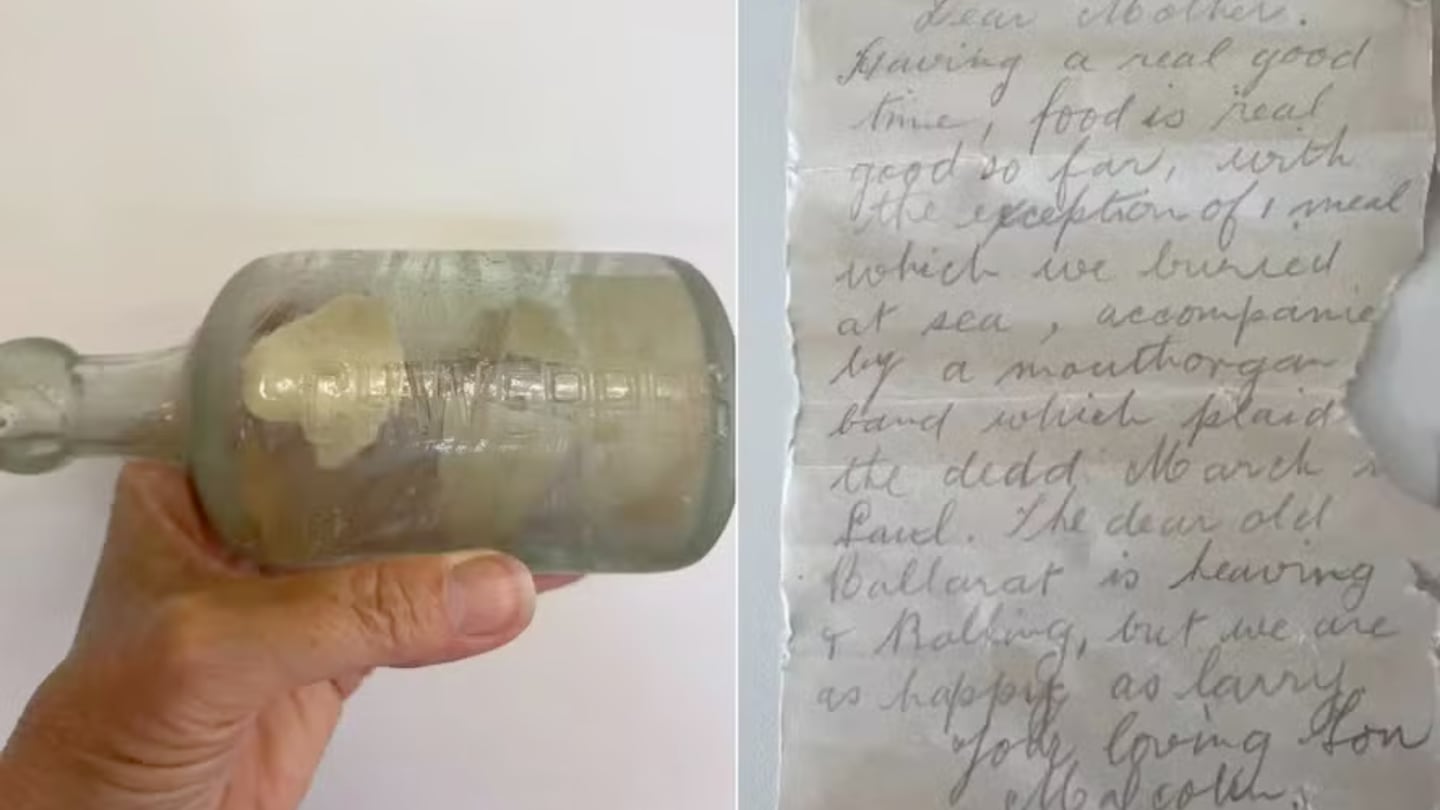 Dear Mother.
Having a real good
time, food is real
good so far, with
the exception of 1 meal
which we buried
at sea, accompanie
by a mouthorgan
band which plaid
the dedd March
Saul. The dear old
Ballarat is heaving
& Rolling, but we are
as happy as larry.
Your loving Son
Malcolm.